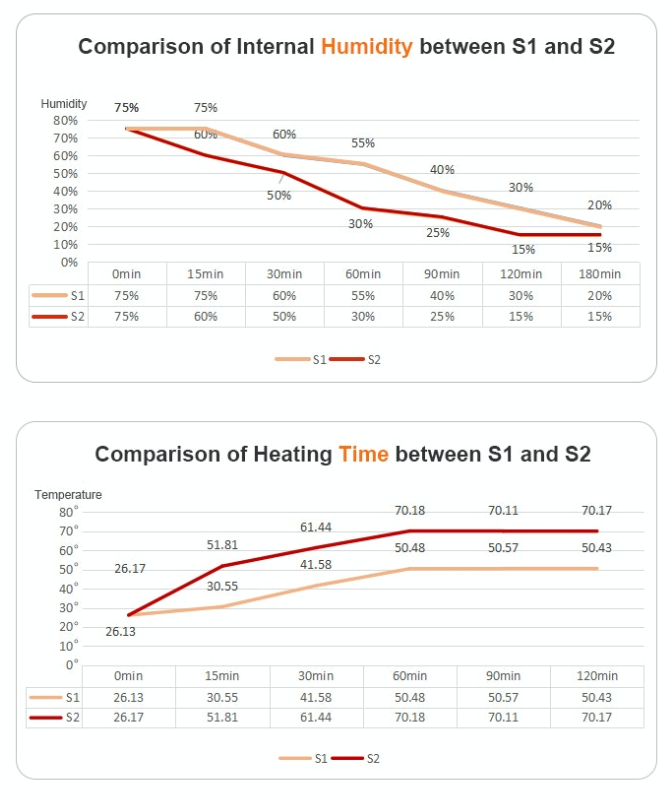 Comparison of Internal Humidity between S1 and S2
Humidity
75%
75%
80%
70%
60%
60%
60%
55%
50%
50%
40%
40%
30%
30%
30%
25%
20%
20%
15%
15%
10%
0%
0min 15min 30min 60min 90min 120min 180min
S1 75% 75% 60% 55% 40% 30% 20%
S2 75% 60% 50% 30% 25% 15% 15%
S1 S2
Comparison of Heating Time between S1 and S2
Temperature
80°
70.18 70.11 70.17
70°
61.44
60°
51.81
50.48 50.57 50.43
50°
26.17
41.58
40°
30.55
30°
26.13
20°
10°
0°
0min 15min 30min 60min 90min 120min
S1 26.13 30.55 41.58 50.48 50.57 50.43
S2 26.17 51.81 61.44 70.18 70.11 70.17
S1 S2